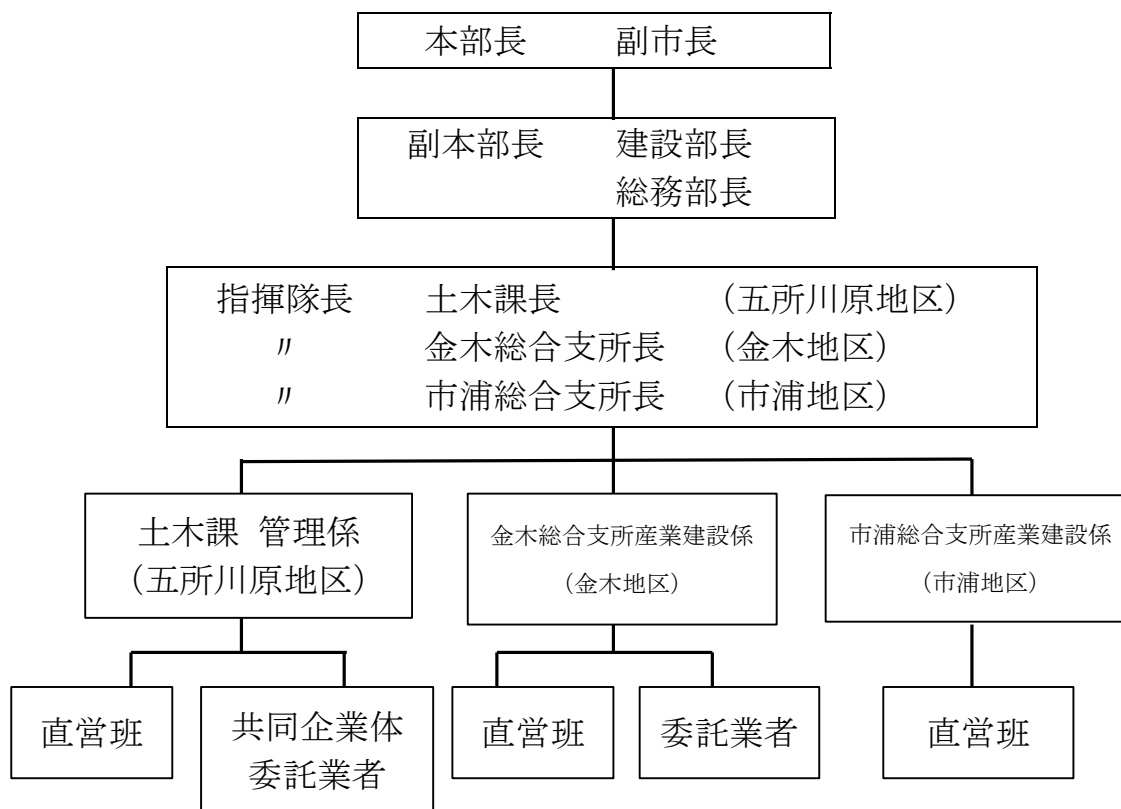 本部長 副市長
副本部長 建設部長
総務部長
指揮隊長 土木課長 (五所川原地区)
〃 金木総合支所長 (金木地区)
〃 市浦総合支所長 (市浦地区)
土木課 管理係
(五所川原地区)
金木総合支所産業建設係
(金木地区)
市浦総合支所産業建設係
(市浦地区)
直営班
共同企業体
委託業者
直営班
委託業者
直営班